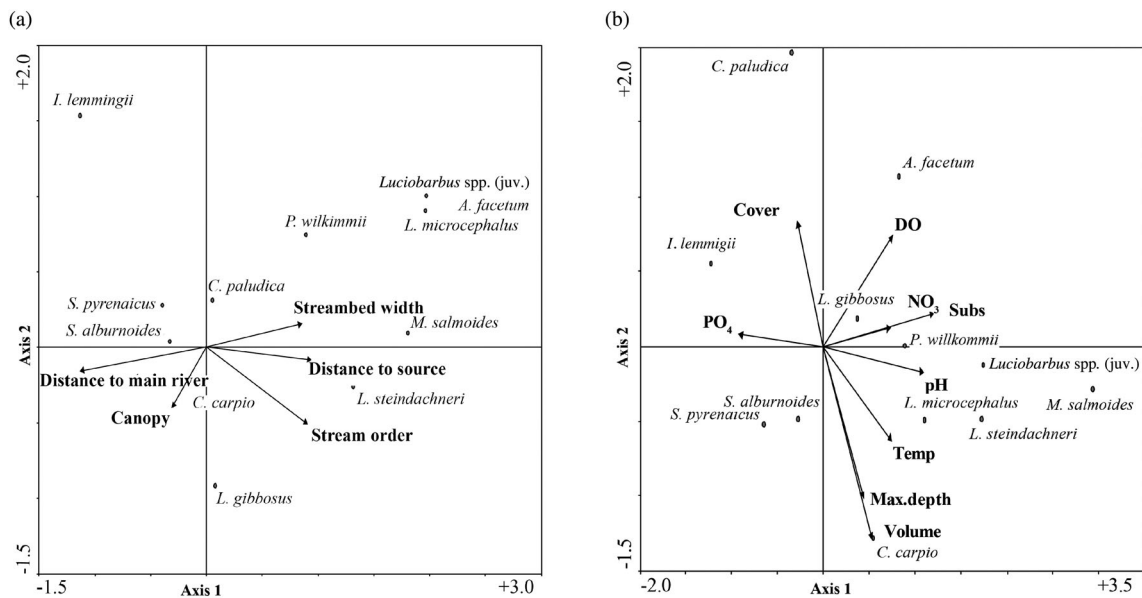 (a)
+2.0
I. lemmingii
Luciobarbus spp. (juv.)
A. facetum
P. wilkimmii
L. microcephalus
C. paludica
S. pyrenaicus
Streambed width
M. salmoides
S. alburnoides
Axis 2
Distance to main river
Distance to source
C. carpio
L. steindachneri
Canopy
Stream order
L. gibbosus
-1.5
-1.5
Axis 1
+3.0
(b)
+2.0
C. paludica
A. facetum
Cover
DO
I. lemmigii
L. gibbosus
NO3
Subs
PO4
Axis 2
P. willkommii
Luciobarbus spp. (juv.)
pH
S. alburnoides
L. microcephalus
M. salmoides
S. pyrenaicus
L. steindachneri
Temp
Max.depth
Volume
C. carpio
-1.5
-2.0
Axis 1
+3.5